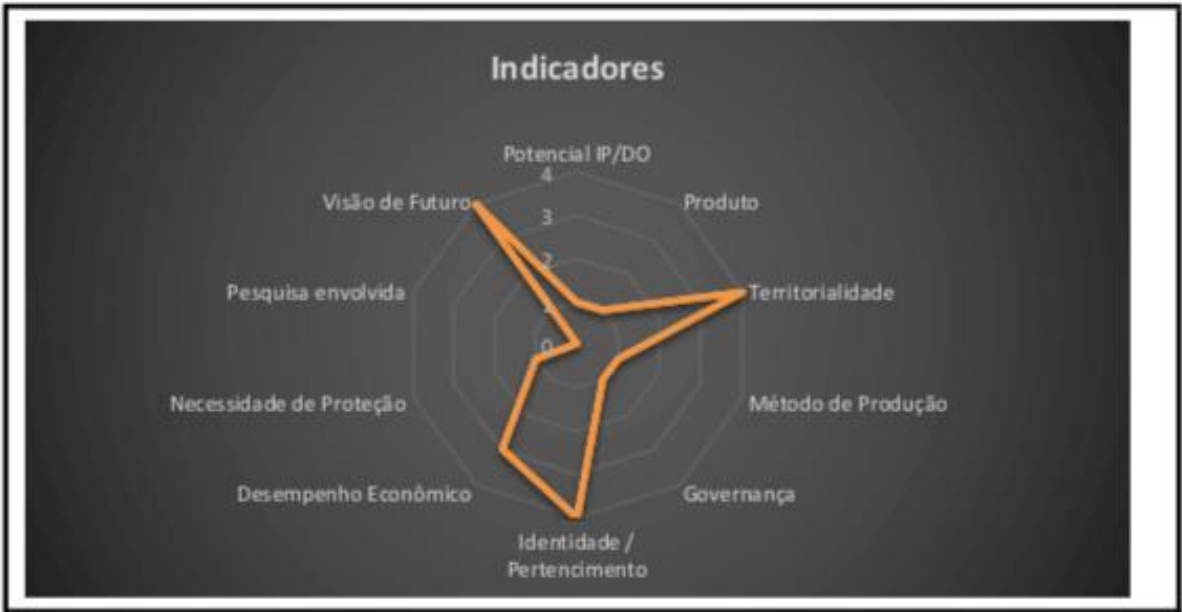 Indicadores
Potencial IP/DO
4
Visão de Futuro
Produto
3
2
Pesquisa envolvida
Territorialidade
1
0
Necessidade de Proteção
Método de Produção
Desempenho Econômico
Governança
Identidade /
Pertencimento